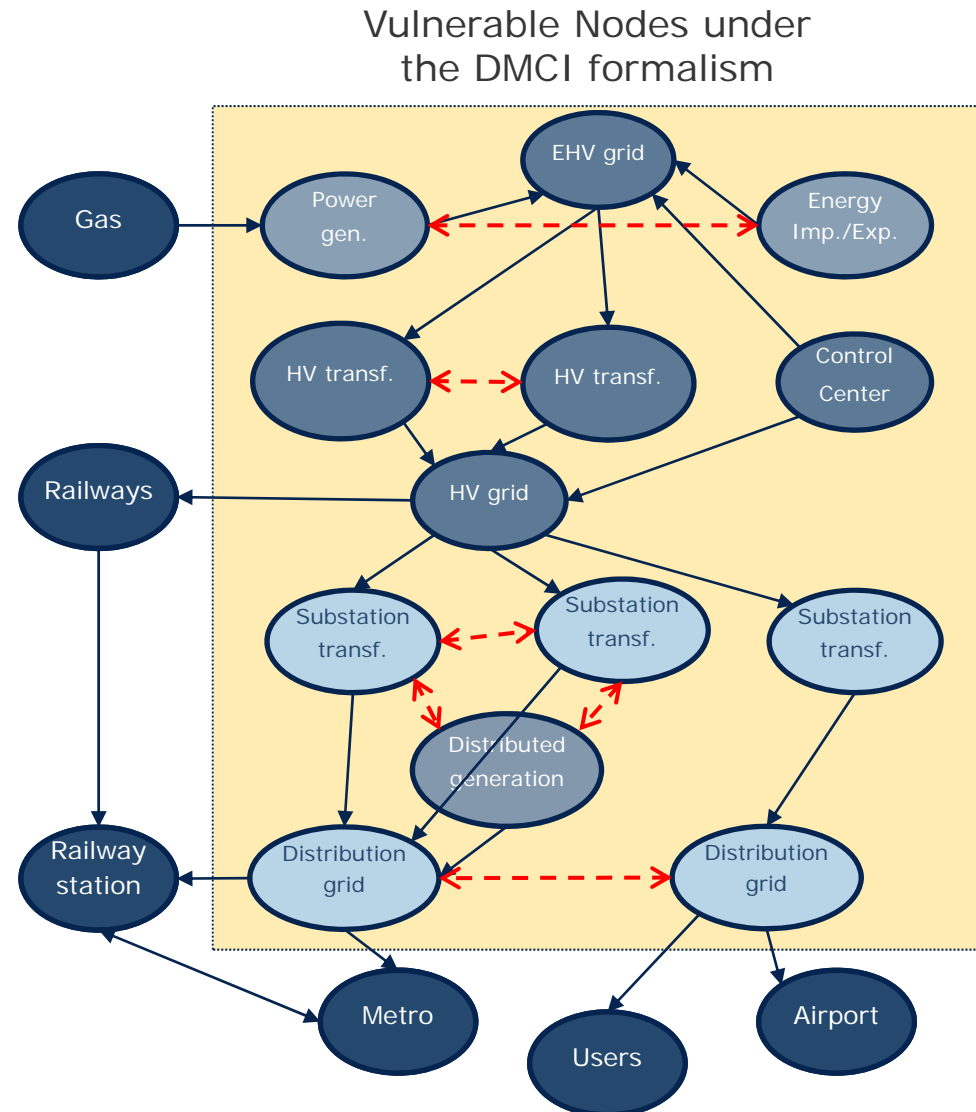 Vulnerable Nodes under
the DMCI formalism
EHV grid
Gas
Power
gen.
Energy
Imp./Exp.
HV transf.
HV transf.
Control
Center
Railways
HV grid
Substation
transf.
Substation
transf.
Substation
transf.
Distributed
generation
Railway
station
Distribution
grid
Distribution
grid
Metro
Users
Airport